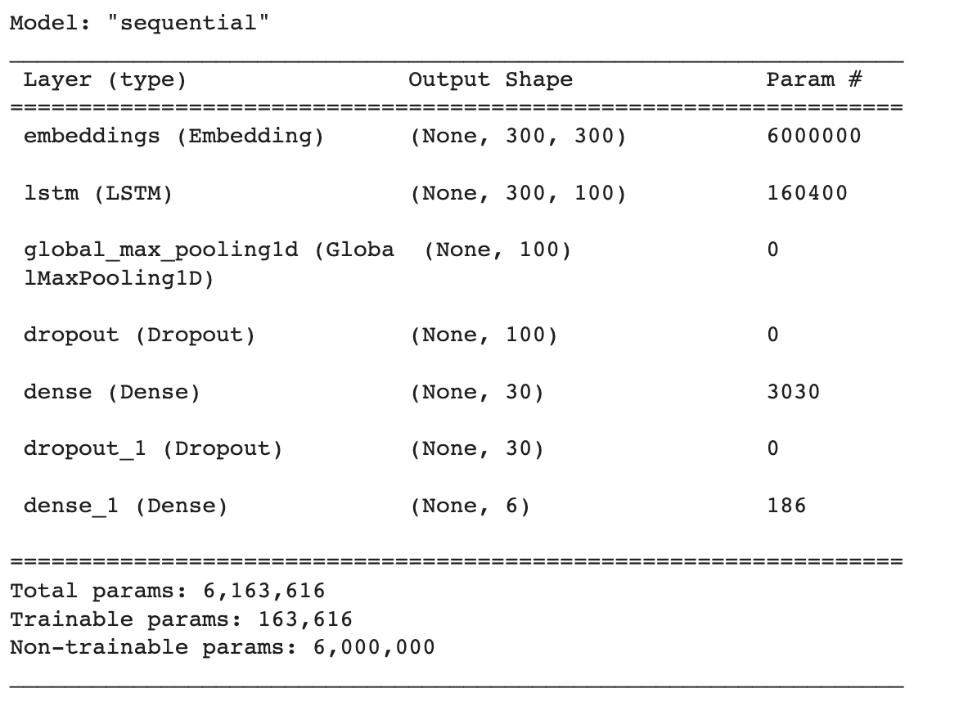 Model: "sequential"
Layer (type) Output Shape Param #
embeddings (Embedding) (None, 300, 300) 6000000
lstm (LSTM) (None, 300, 100) 160400
global_max_pooling1d (Globa (None, 100) 0
lMaxPooling1D)
dropout (Dropout) (None, 100) 0
dense (Dense) (None, 30) 3030
dropout_1 (Dropout) (None, 30) 0
dense_1 (Dense) (None, 6) 186
Total params: 6,163,616
Trainable params: 163,616
Non-trainable params: 6,000,000